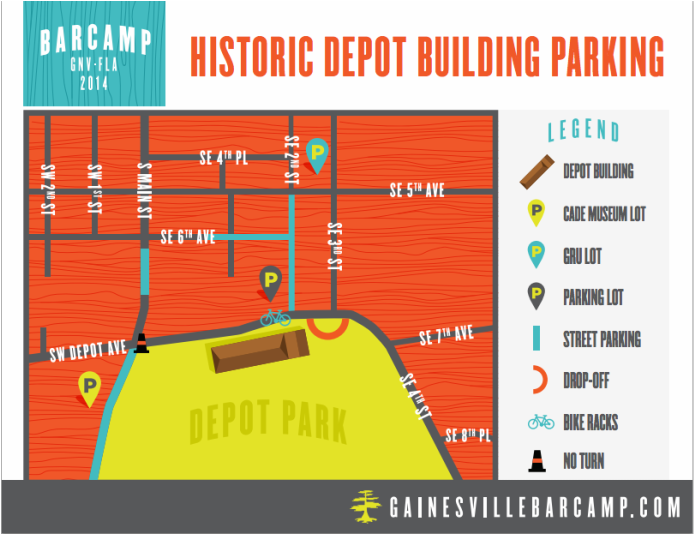 BARCAMP
GNV-FLA
2014
HISTORIC DEPOT BUILDING PARKING
SW 2ND ST
SW 1ST ST
S MAIN ST
SE 4TH PL
SE 2ND ST
P
SE 5TH AVE
SE 6TH AVE
SE 3RD ST
P
SW DEPOT AVE
SE 7TH AVE
P
SE 4TH ST
DEPOT PARK
SE 8TH PL
LEGEND
DEPOT BUILDING
P CADE MUSEUM LOT
P GRU LOT
P PARKING LOT
STREET PARKING
DROP-OFF
BIKE RACKS
NO TURN
GAINESVILLEBARCAMP.COM